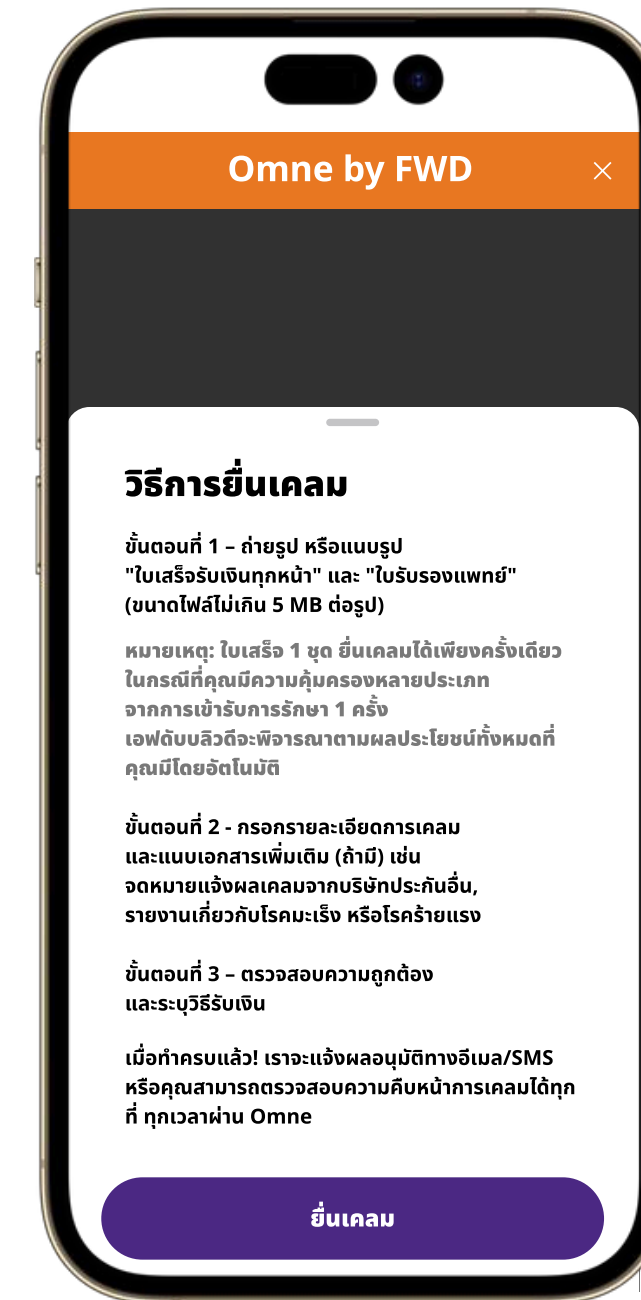 Omne by FWD
วิธีการยื่นเคลม
ขั้นตอนที่ 1 – ถ่ายรูป หรือแนบรูป
"ใบเสร็จรับเงินทุกหน้า" และ "ใบรับรองแพทย์"
(ขนาดไฟล์ไม่เกิน 5 MB ต่อรูป)
หมายเหตุ: ใบเสร็จ 1 ชุด ยื่นเคลมได้เพียงครั้งเดียว
ในกรณีที่คุณมีความคุ้มครองหลายประเภท
จากการเข้ารับการรักษา 1 ครั้ง
เอฟดับบลิวดีจะพิจารณาตามผลประโยชน์ทั้งหมดที่
คุณมีโดยอัตโนมัติ
ขั้นตอนที่ 2 - กรอกรายละเอียดการเคลม
และแนบเอกสารเพิ่มเติม (ถ้ามี) เช่น
จดหมายแจ้งผลเคลมจากบริษัทประกันอื่น,
รายงานเกี่ยวกับโรคมะเร็ง หรือโรคร้ายแรง
ขั้นตอนที่ 3 – ตรวจสอบความถูกต้อง
และระบุวิธีรับเงิน
เมื่อทำครบแล้ว! เราจะแจ้งผลอนุมัติทางอีเมล/SMS
หรือคุณสามารถตรวจสอบความคืบหน้าการเคลมได้ทุก
ที่ ทุกเวลาผ่าน Omne
ยื่นเคลม